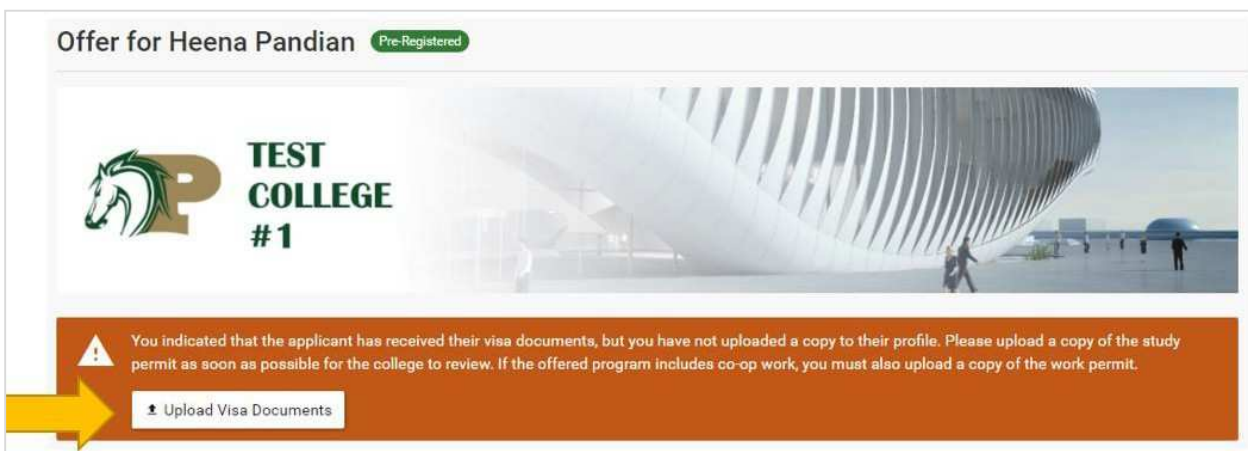 Offer for Heena Pandian Pre-Registered
P
TEST
COLLEGE
#1
You indicated that the applicant has received their visa documents, but you have not uploaded a copy to their profile. Please upload a copy of the study
permit as soon as possible for the college to review. If the offered program includes co-op work, you must also upload a copy of the work permit.
Upload Visa Documents